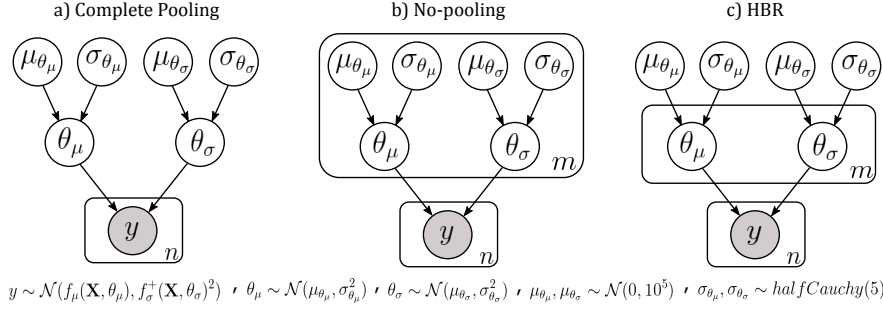 a) Complete Pooling b) No-pooling c) HBR
μ_{θ_μ} σ_{θ_μ} μ_{θ_σ} σ_{θ_σ} μ_{θ_μ} σ_{θ_μ} μ_{θ_σ} σ_{θ_σ} μ_{θ_μ} σ_{θ_μ} μ_{θ_σ} σ_{θ_σ}
θ_μ θ_σ θ_μ θ_σ m θ_μ θ_σ m
y n y n y n
y ∼ 𝒩(f_μ(𝐗, θ_μ), f_σ^+(𝐗, θ_σ)^2) , θ_μ ∼ 𝒩(μ_{θ_μ}, σ_{θ_μ}^2) , θ_σ ∼ 𝒩(μ_{θ_σ}, σ_{θ_σ}^2) , μ_{θ_μ}, μ_{θ_σ} ∼ 𝒩(0, 10^5) , σ_{θ_μ}, σ_{θ_σ} ∼ halfCauchy(5)